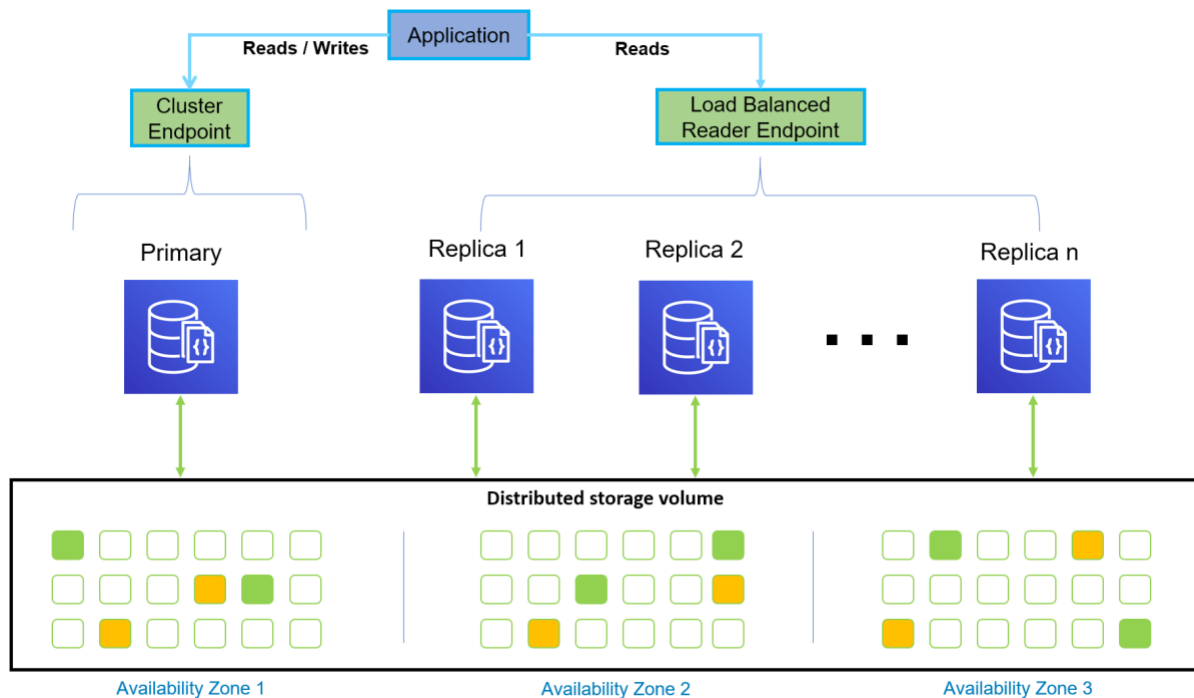 Application
Reads / Writes
Reads
Cluster
Endpoint
Load Balanced
Reader Endpoint
Primary
Replica 1
Replica 2
Replica n
{}
{}
{}
{}
Distributed storage volume
Availability Zone 1
Availability Zone 2
Availability Zone 3